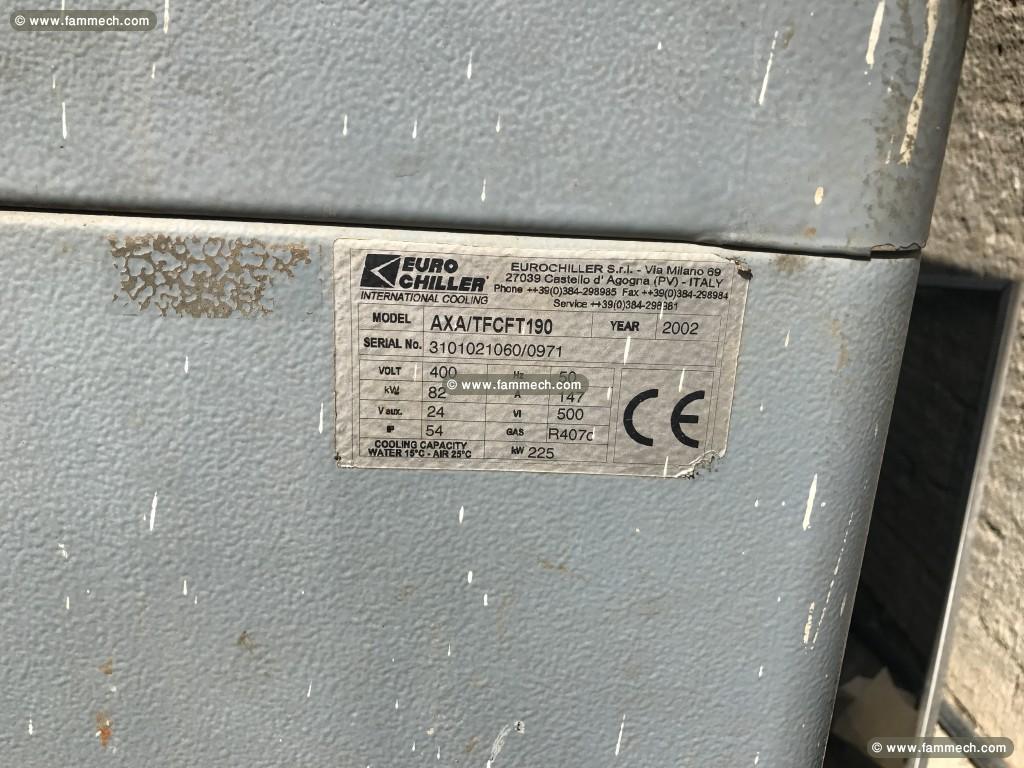 © www.fammech.com
EURO CHILLER
INTERNATIONAL COOLING
EUROCHILLER S.r.l. - Via Milano 69
27039 Castello d' Agogna (PV) - ITALY
Phone ++39(0)384-298985 Fax ++39(0)384-298984
Service ++39(0)384-298981
MODEL AXA/TFCFT190 YEAR 2002
SERIAL No. 3101021060/0971
VOLT 400 Hz 50
© www.fammech.com
kW 82 A 147
V aux. 24 VI 500
IP 54 GAS R407c
COOLING CAPACITY
WATER 15°C - AIR 25°C kW 225
CE
© www.fammech.com